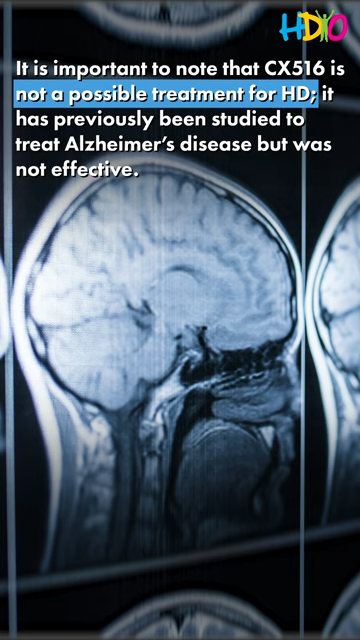 HDYO
It is important to note that CX516 is
not a possible treatment for HD; it
has previously been studied to
treat Alzheimer's disease but was
not effective.